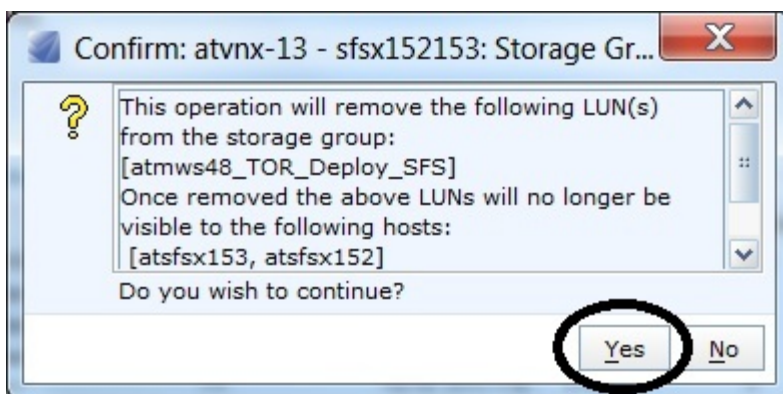 Confirm: atvnx-13 - sfsx152153: Storage Gr...
This operation will remove the following LUN(s)
from the storage group:
[atmws48_TOR_Deploy_SFS]
Once removed the above LUNs will no longer be
visible to the following hosts:
[atsfsx153, atsfsx152]
Do you wish to continue?
Yes No